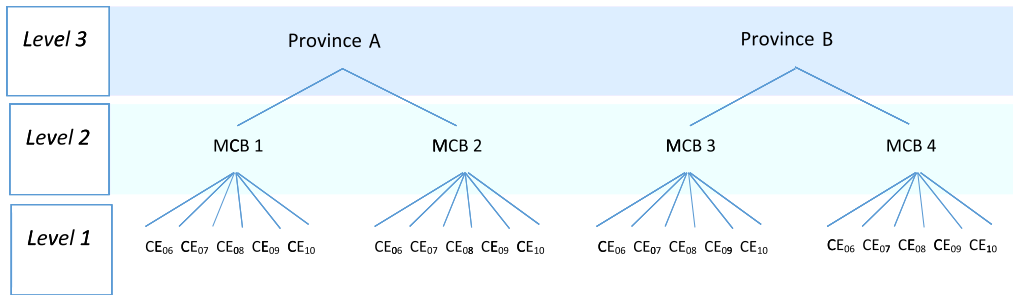 Level 3
Province A Province B
Level 2
MCB 1 MCB 2 MCB 3 MCB 4
Level 1
CE₀₆ CE₀₇ CE₀₈ CE₀₉ CE₁₀ CE₀₆ CE₀₇ CE₀₈ CE₀₉ CE₁₀ CE₀₆ CE₀₇ CE₀₈ CE₀₉ CE₁₀ CE₀₆ CE₀₇ CE₀₈ CE₀₉ CE₁₀